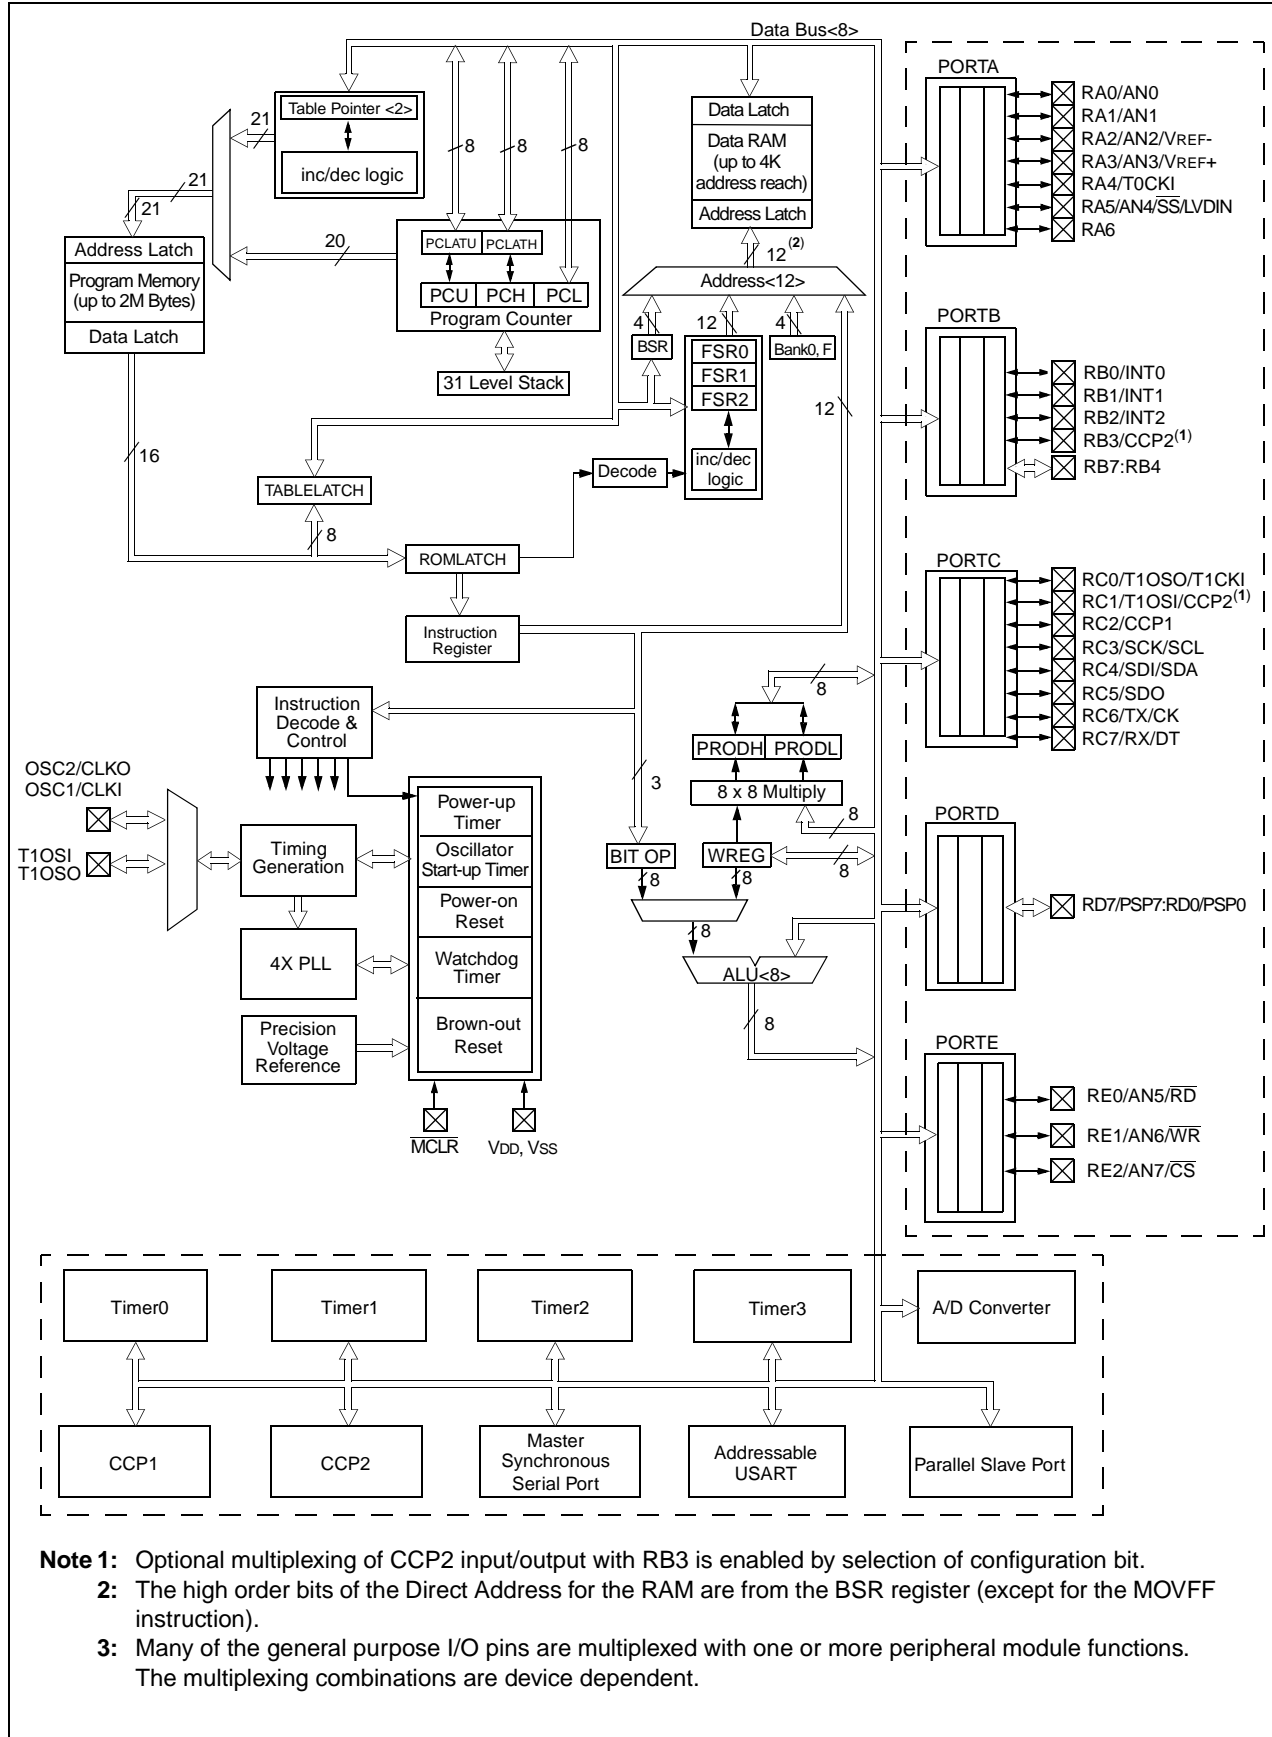 Data Bus<8>
PORTA
Table Pointer <2>
inc/dec logic
21
21
21
20
8
8
8
Data Latch
Data RAM
(up to 4K
address reach)
Address Latch
12(2)
Address<12>
RA0/AN0
RA1/AN1
RA2/AN2/VREF-
RA3/AN3/VREF+
RA4/T0CKI
RA5/AN4/SS/LVDIN
RA6
Address Latch
Program Memory
(up to 2M Bytes)
Data Latch
PCLATU
PCLATH
PCU
PCH
PCL
Program Counter
31 Level Stack
4
12
4
BSR
FSR0
FSR1
FSR2
Bank0, F
12
inc/dec
logic
Decode
PORTB
RB0/INT0
RB1/INT1
RB2/INT2
RB3/CCP2(1)
RB7:RB4
16
TABLELATCH
8
ROMLATCH
Instruction
Register
PORTC
RC0/T1OSO/T1CKI
RC1/T1OSI/CCP2(1)
RC2/CCP1
RC3/SCK/SCL
RC4/SDI/SDA
RC5/SDO
RC6/TX/CK
RC7/RX/DT
Instruction
Decode &
Control
8
PRODH
PRODL
8 x 8 Multiply
3
8
BIT OP
WREG
8
8
8
8
ALU<8>
8
OSC2/CLKO
OSC1/CLKI
T1OSI
T1OSO
Timing
Generation
4X PLL
Precision
Voltage
Reference
Power-up
Timer
Oscillator
Start-up Timer
Power-on
Reset
Watchdog
Timer
Brown-out
Reset
MCLR
VDD, VSS
PORTD
RD7/PSP7:RD0/PSP0
PORTE
RE0/AN5/RD
RE1/AN6/WR
RE2/AN7/CS
Timer0
Timer1
Timer2
Timer3
A/D Converter
CCP1
CCP2
Master
Synchronous
Serial Port
Addressable
USART
Parallel Slave Port
Note 1: Optional multiplexing of CCP2 input/output with RB3 is enabled by selection of configuration bit.
2: The high order bits of the Direct Address for the RAM are from the BSR register (except for the MOVFF
instruction).
3: Many of the general purpose I/O pins are multiplexed with one or more peripheral module functions.
The multiplexing combinations are device dependent.